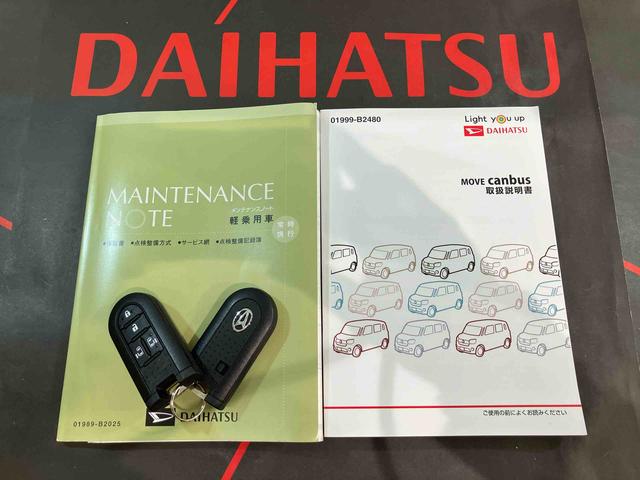 DAIHATSU
MAINTENANCE
NOTE
メンテナンスノート
軽乗用車
常時
携行
•保証書 •点検整備方式 •サービス網 •点検整備記録簿
01989-B2025
DAIHATSU
01999-B2480
Light you up
DAIHATSU
MOVE canbus
取扱説明書
ご使用の前によくお読みください